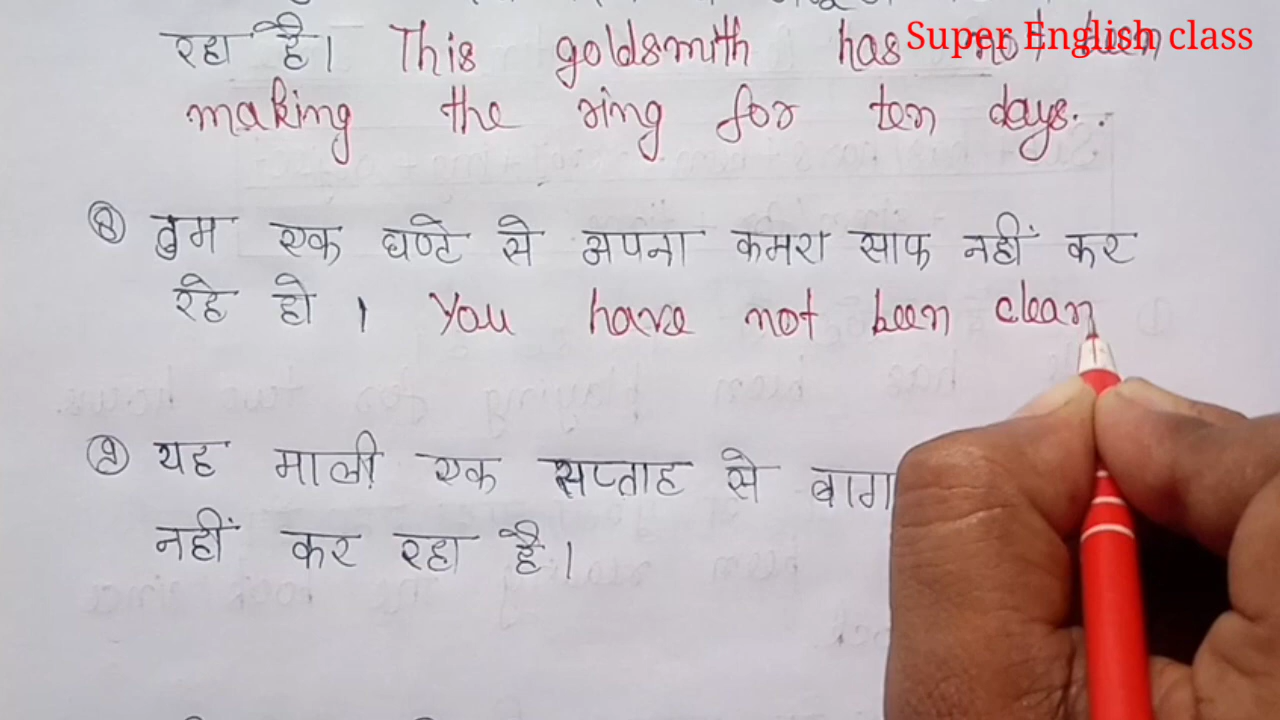 Super English class
रहा है। This goldsmith has not been
making the ring for ten days..
④ तुम एक घण्टे से अपना कमरा साफ नहीं कर
रहे हो । You have not been clean
⑨ यह माली एक सप्ताह से बाग
नहीं कर रहा है।